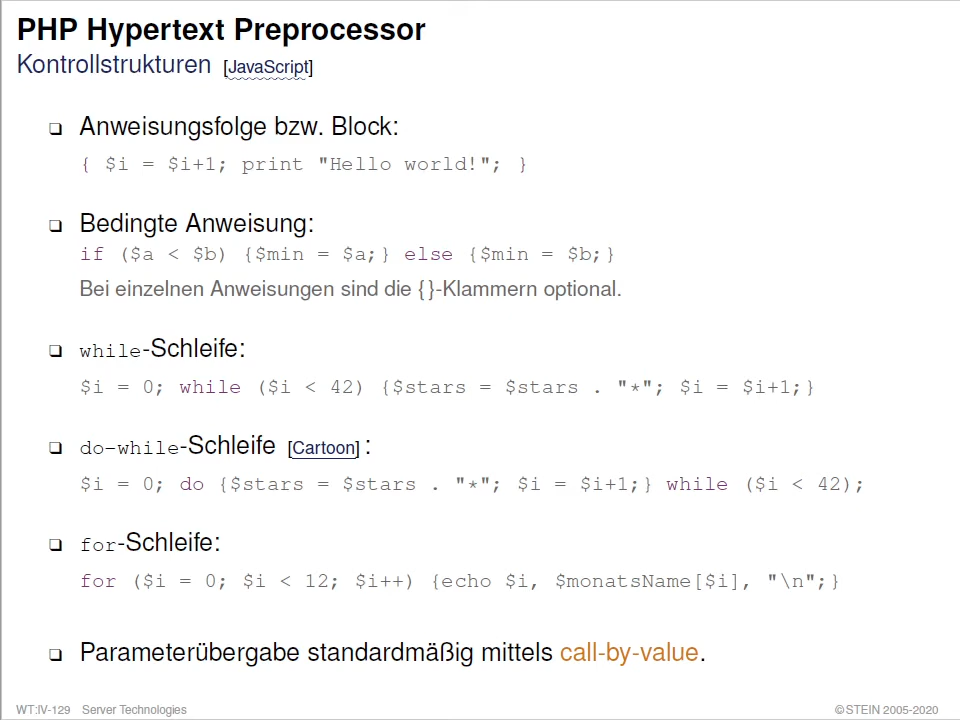 PHP Hypertext Preprocessor
Kontrollstrukturen [JavaScript]
❑ Anweisungsfolge bzw. Block:
{ $i = $i+1; print "Hello world!"; }
❑ Bedingte Anweisung:
if ($a < $b) {$min = $a;} else {$min = $b;}
Bei einzelnen Anweisungen sind die {}-Klammern optional.
❑ while-Schleife:
$i = 0; while ($i < 42) {$stars = $stars . "*"; $i = $i+1;}
❑ do-while-Schleife [Cartoon] :
$i = 0; do {$stars = $stars . "*"; $i = $i+1;} while ($i < 42);
❑ for-Schleife:
for ($i = 0; $i < 12; $i++) {echo $i, $monatsName[$i], "\n";}
❑ Parameterübergabe standardmäßig mittels call-by-value.
WT:IV-129 Server Technologies ©STEIN 2005-2020